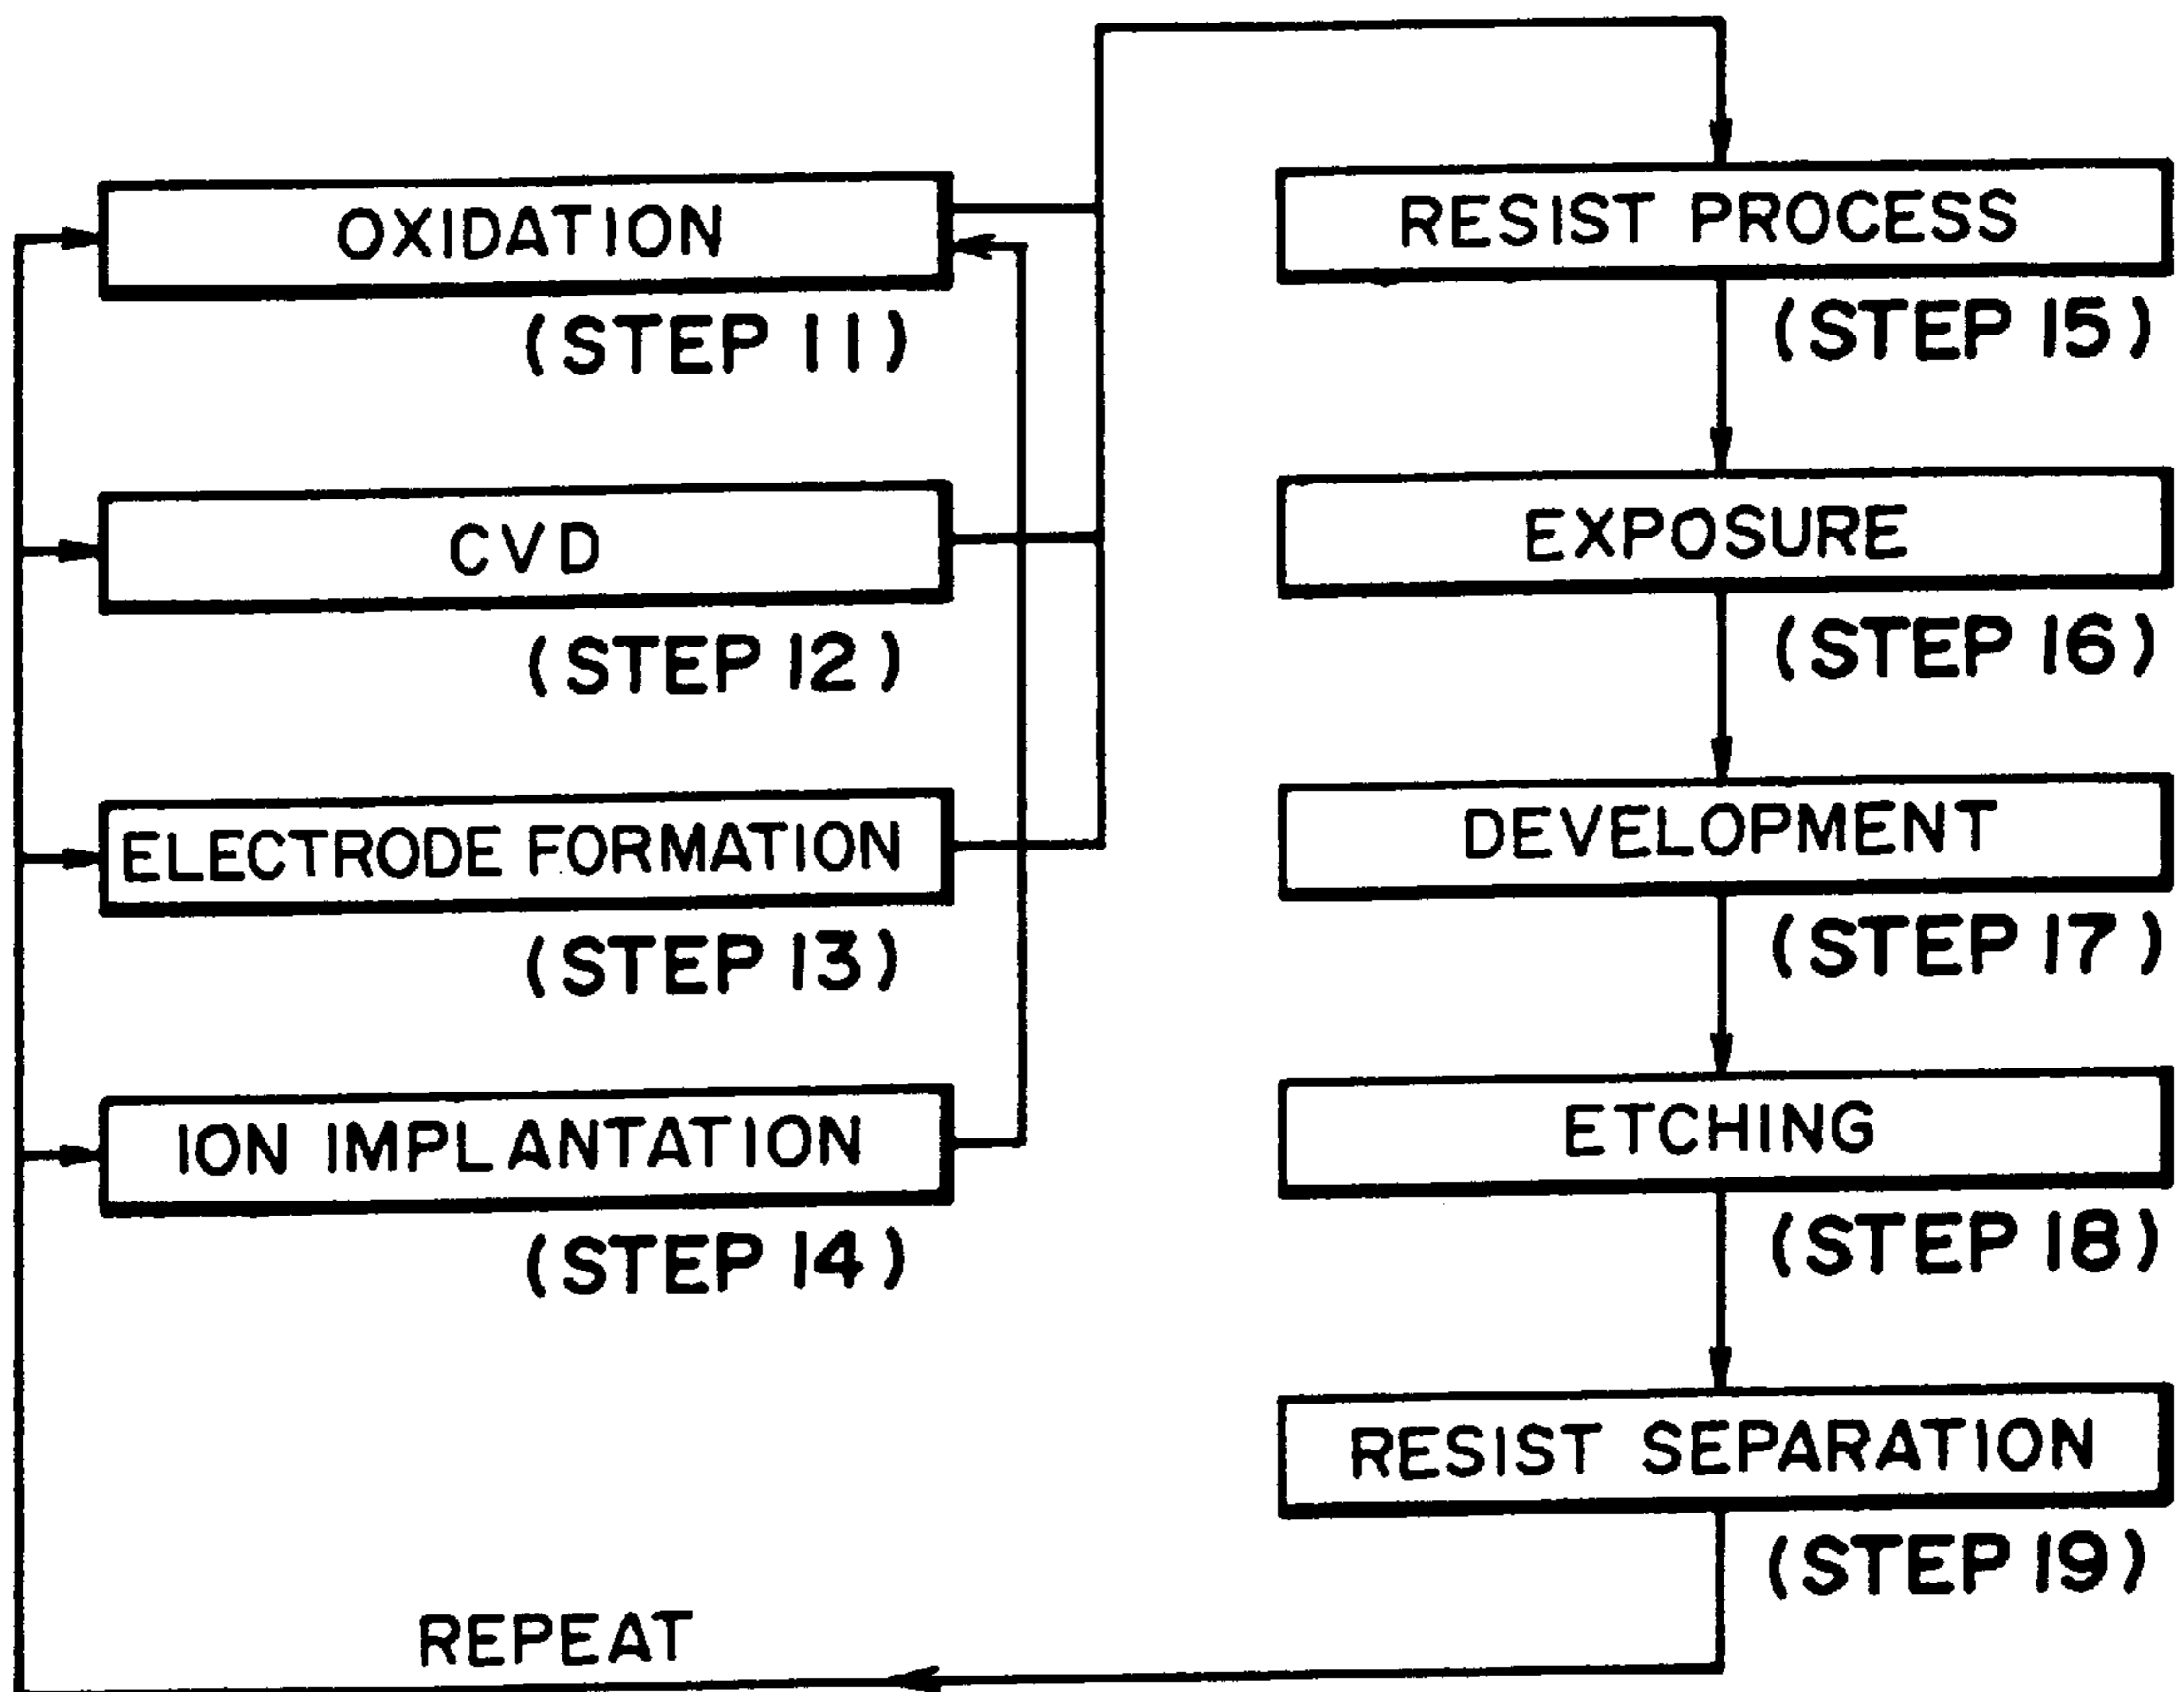 OXIDATION
(STEP 11)
CVD
(STEP 12)
ELECTRODE FORMATION
(STEP 13)
ION IMPLANTATION
(STEP 14)
RESIST PROCESS
(STEP 15)
EXPOSURE
(STEP 16)
DEVELOPMENT
(STEP 17)
ETCHING
(STEP 18)
RESIST SEPARATION
(STEP 19)
REPEAT